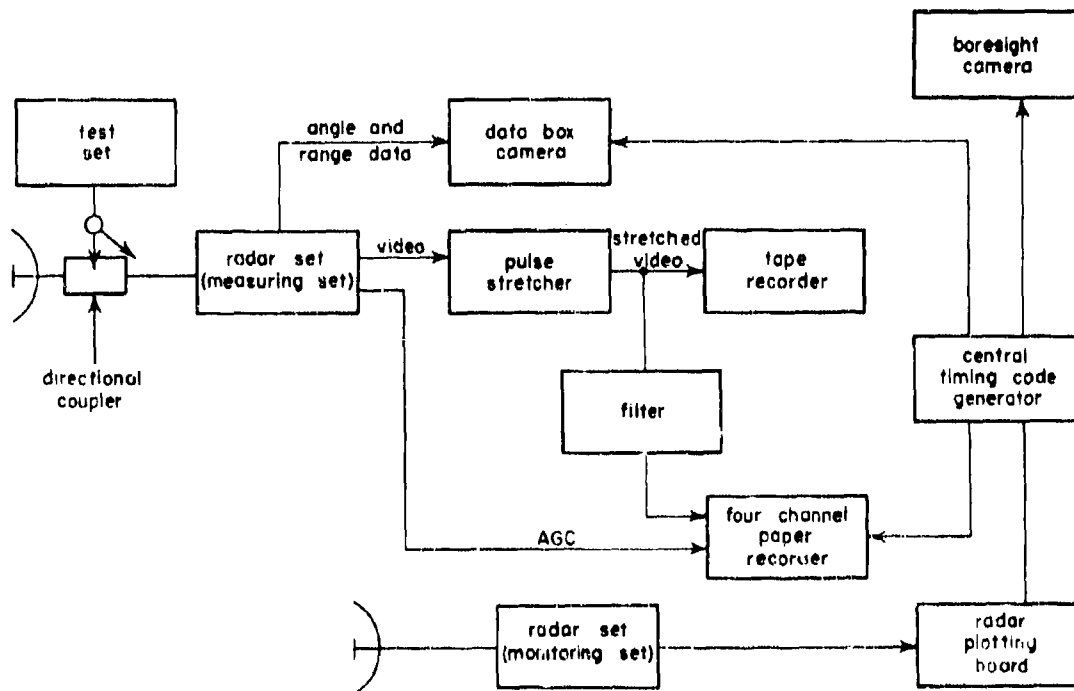 boresight
camera
test
set
angle and
range data
data box
camera
radar set
(measuring set)
video
pulse
stretcher
stretched
video
tape
recorder
directional
coupler
filter
central
timing code
generator
AGC
four channel
paper
recorder
radar set
(monitoring set)
radar
plotting
board